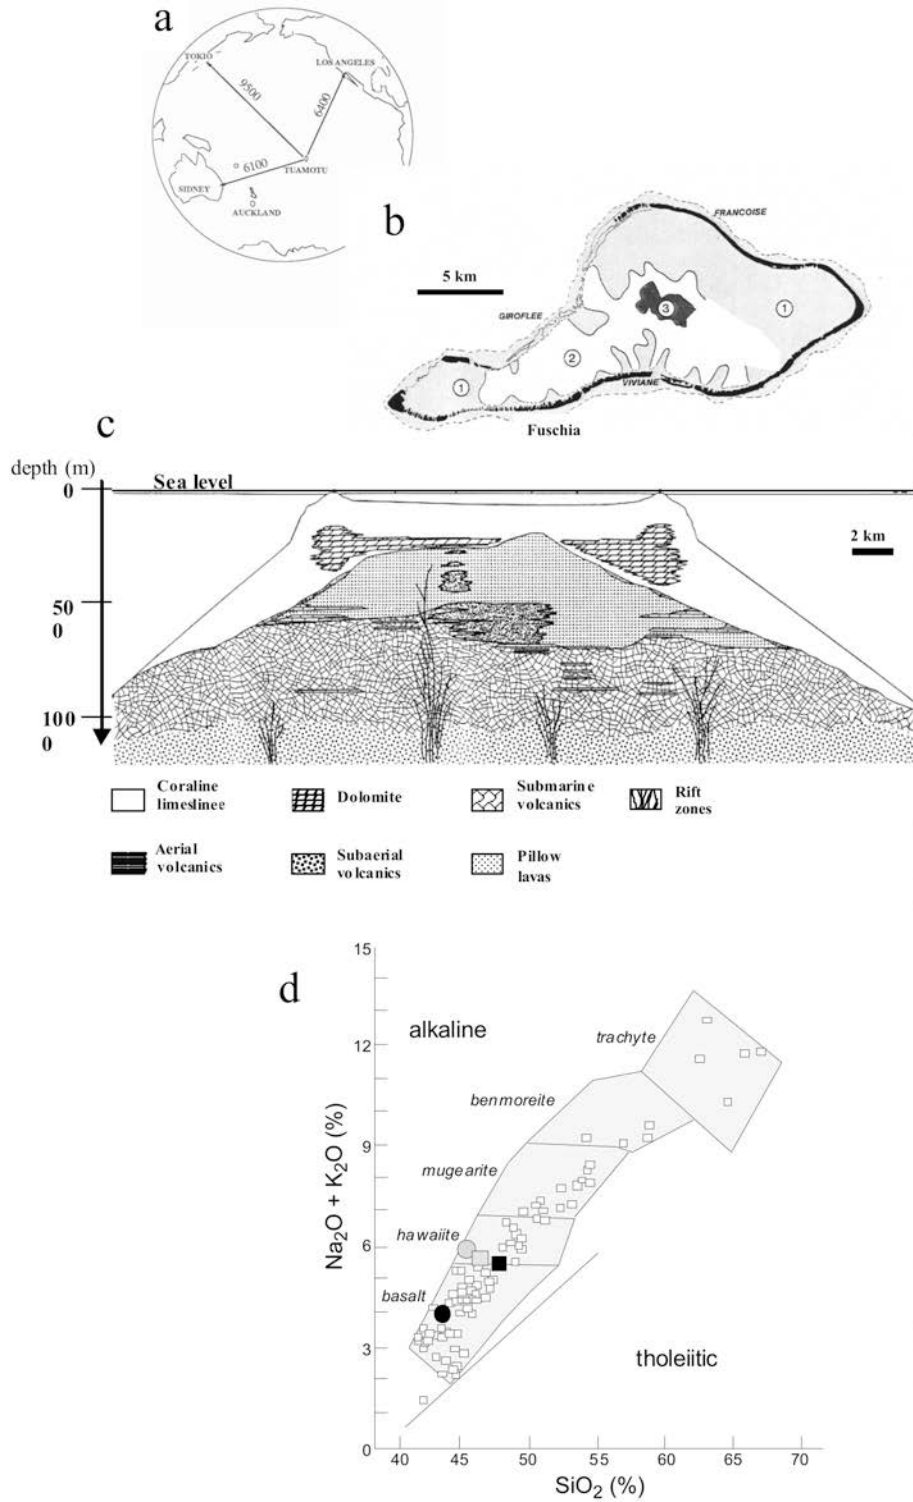 a
TOKIO
LOS ANGELES
9500
6400
6100
TUAMOTU
SIDNEY
AUCKLAND
b
FRANCOISE
5 km
GIROFLEE
1
3
2
1
VIVIANE
Fuschia
c
depth (m)
Sea level
0
2 km
50
0
100
0
Coraline
limeslinee
Dolomite
Submarine
volcanics
Rift
zones
Aerial
volcanics
Subaerial
volcanics
Pillow
lavas
d
15
alkaline
trachyte
12
benmoreite
9
mugearite
hawaiite
6
basalt
3
tholeiitic
0
Na2O + K2O (%)
40 45 50 55 60 65 70
SiO2 (%)